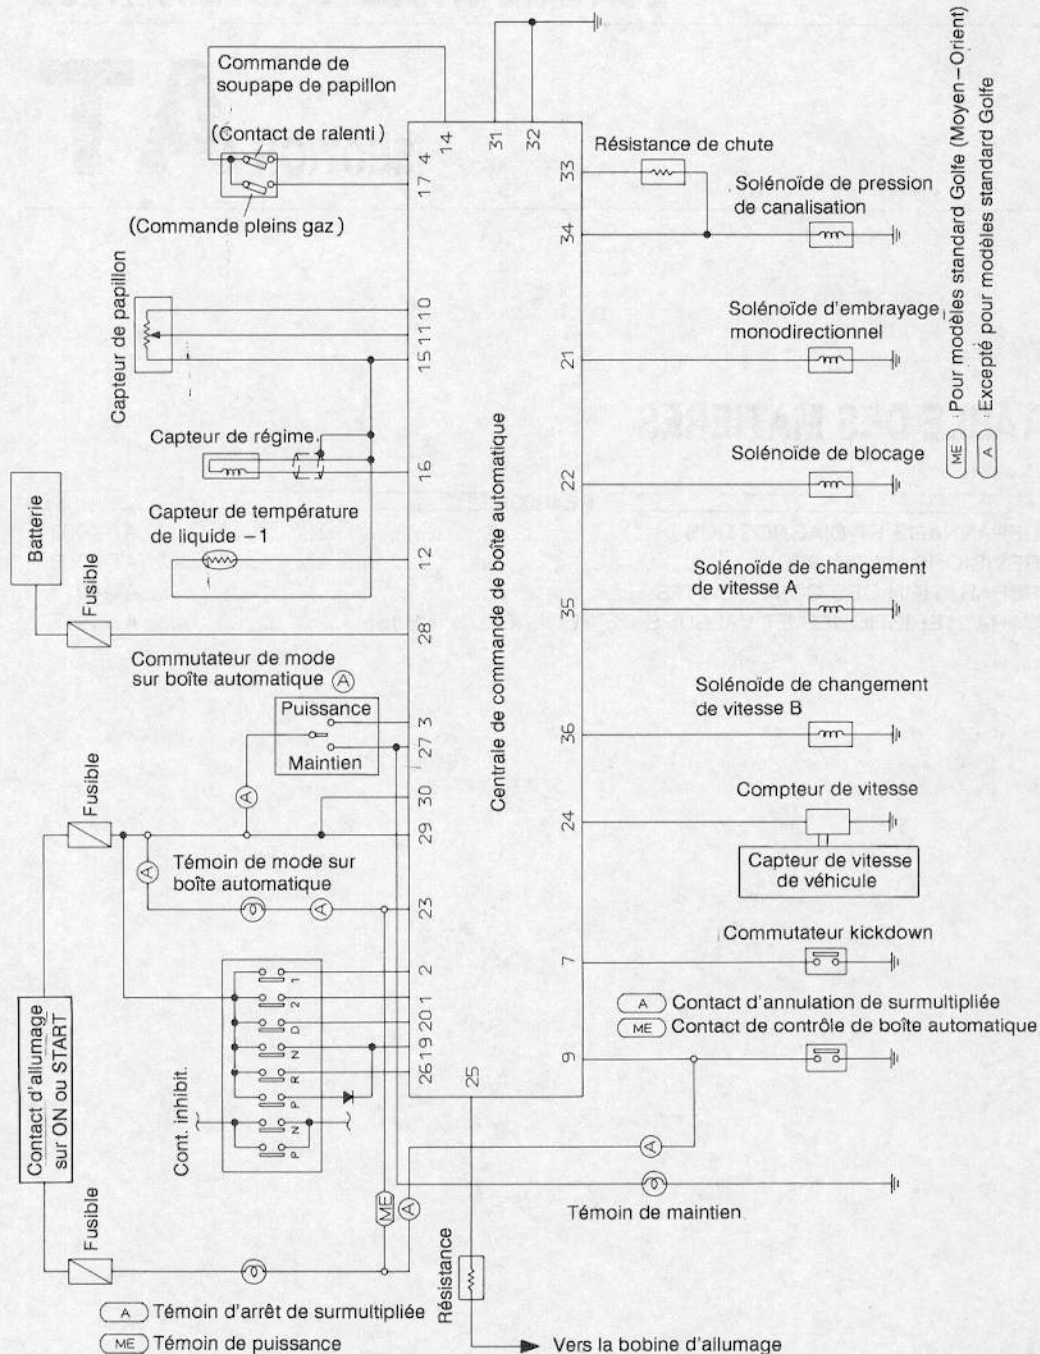 Commande de
soupape de papillon
(Contact de ralenti)
(Commande pleins gaz)
4
14
17
31
32
33
Résistance de chute
Solénoïde de pression
de canalisation
34
Capteur de papillon
10
11
15
Solénoïde d'embrayage
monodirectionnel
21
ME : Pour modèles standard Golfe (Moyen-Orient)
A : Excepté pour modèles standard Golfe
Capteur de régime
16
Solénoïde de blocage
22
Batterie
Capteur de température
de liquide -1
12
Fusible
28
Centrale de commande de boîte automatique
Solénoïde de changement
de vitesse A
35
Commutateur de mode
sur boîte automatique A
Puissance
Maintien
3
27
A
Solénoïde de changement
de vitesse B
36
Fusible
30
29
Compteur de vitesse
24
Capteur de vitesse
de véhicule
A
Témoin de mode sur
boîte automatique
A
23
Commutateur kickdown
7
Contact d'allumage
sur ON ou START
Cont. inhibit.
1
2
D
N
R
P
N
P
2
1
20
19
26
25
A Contact d'annulation de surmultipliée
ME Contact de contrôle de boîte automatique
9
A
ME
A
Témoin de maintien
Fusible
Résistance
A Témoin d'arrêt de surmultipliée
ME Témoin de puissance
Vers la bobine d'allumage